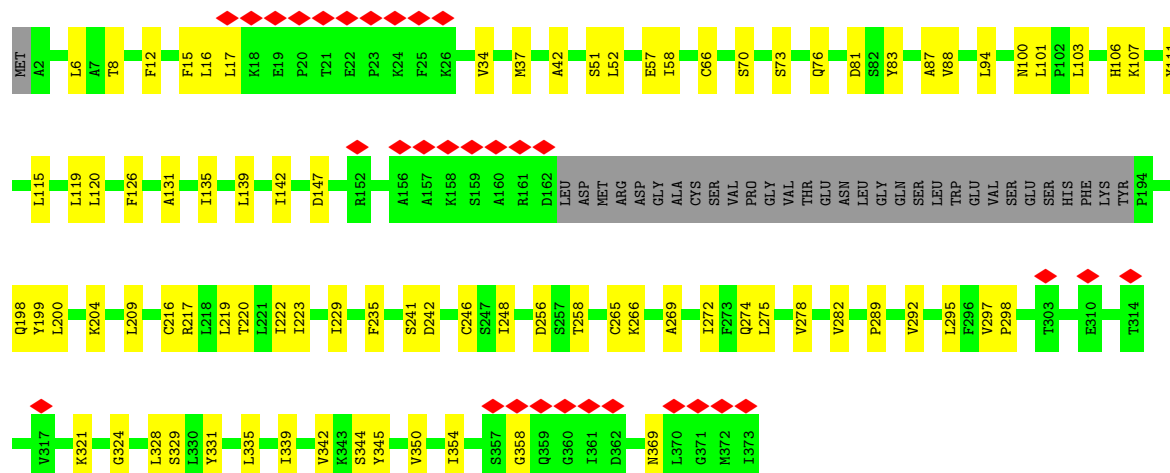 MET A2 L6 A7 T8 F12 F15 L16 L17 K18 E19 P20 T21 E22 P23 K24 F25 K26 V34 M37 A42 S51 L52 E57 I58 C66 S70 S73 Q76 D81 S82 Y83 A87 V88 L94 N100 L101 P102 L103 H106 K107
L115 L119 L120 F126 A131 I135 L139 I142 D147 R152 A156 A157 K158 S159 A160 R161 D162 LEU ASP MET ARG ASP GLY ALA CYS SER VAL PRO GLY VAL THR GLU ASN LEU GLY GLN SER LEU TRP GLU VAL SER GLU SER HIS PHE LYS TYR P194
Q198 Y199 L200 K204 L209 C216 R217 L218 L219 T220 L221 I222 I223 I229 F235 S241 D242 C246 S247 I248 D256 S257 T258 C265 K266 A269 I272 F273 Q274 L275 V278 V282 P289 V292 L295 F296 V297 P298 T303 E310 T314
V317 K321 G324 L328 S329 L330 Y331 L335 I339 V342 K343 S344 Y345 V350 I354 S357 G358 Q359 G360 I361 D362 N369 L370 G371 M372 I373